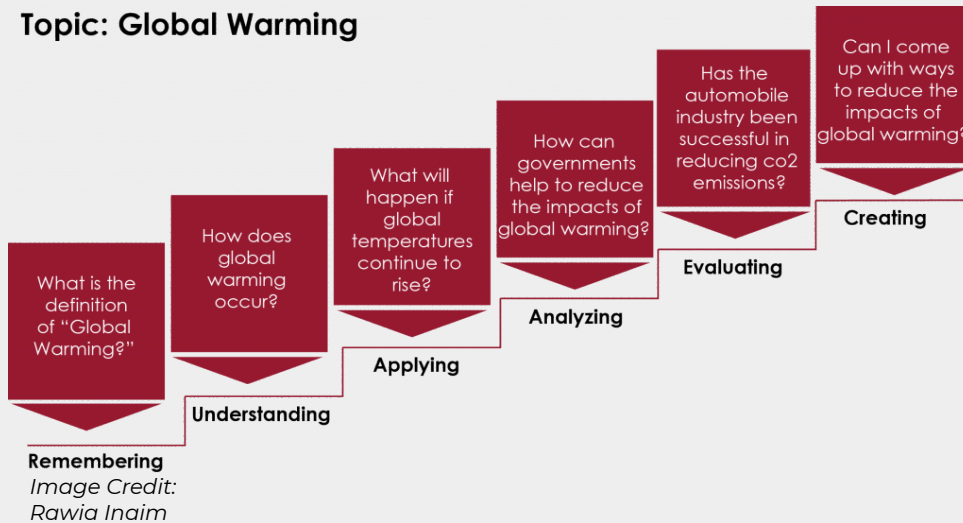 Topic: Global Warming
What is the
definition
of “Global
Warming?”
Remembering
How does
global
warming
occur?
Understanding
What will
happen if
global
temperatures
continue to
rise?
Applying
How can
governments
help to reduce
the impacts of
global warming?
Analyzing
Has the
automobile
industry been
successful in
reducing co2
emissions?
Evaluating
Can I come
up with ways
to reduce the
impacts of
global warming?
Creating
Image Credit:
Rawia Inaim